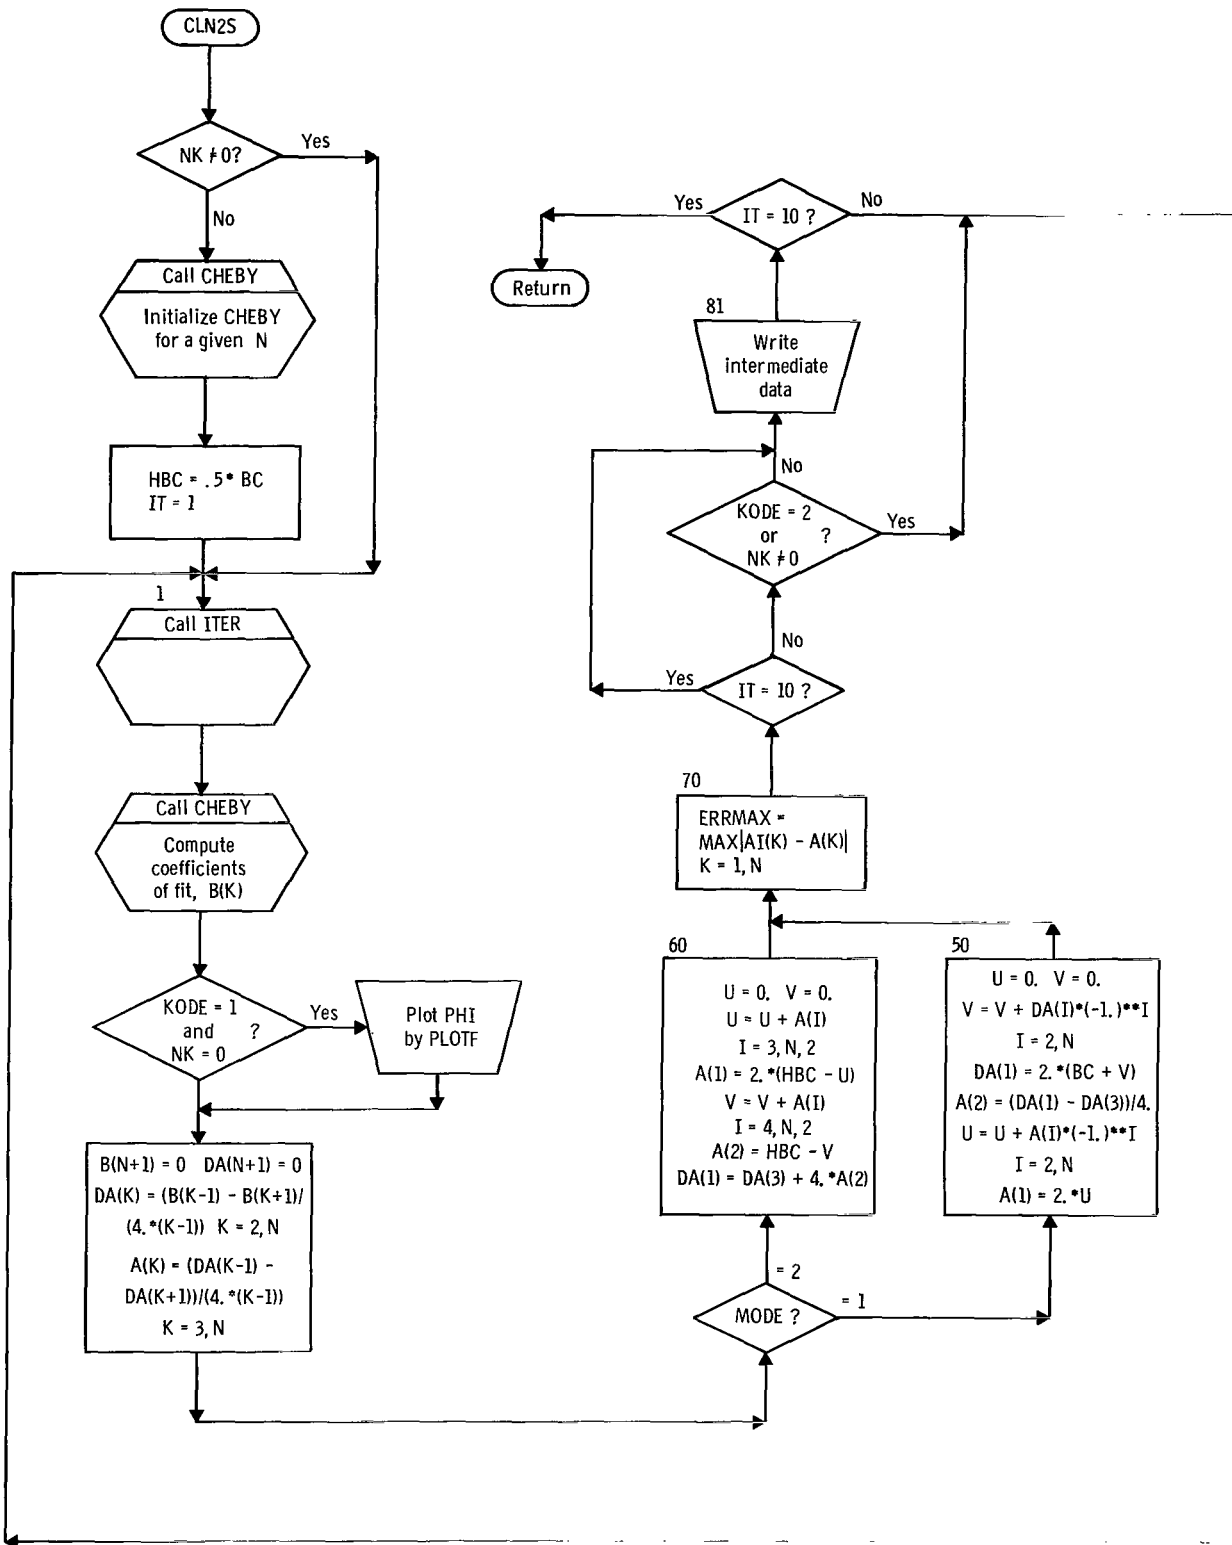 CLN2S
NK ≠ 0?
Yes
No
Call CHEBY
Initialize CHEBY
for a given N
HBC = .5* BC
IT = 1
1
Call ITER
Call CHEBY
Compute
coefficients
of fit, B(K)
KODE = 1
and ?
NK = 0
Yes
Plot PHI
by PLOTF
B(N+1) = 0 DA(N+1) = 0
DA(K) = (B(K-1) - B(K+1)/
(4.*(K-1)) K = 2, N
A(K) = (DA(K-1) -
DA(K+1))/(4.*(K-1))
K = 3, N
MODE ?
= 2
= 1
60
U = 0. V = 0.
U = U + A(I)
I = 3, N, 2
A(1) = 2.*(HBC - U)
V = V + A(I)
I = 4, N, 2
A(2) = HBC - V
DA(1) = DA(3) + 4.*A(2)
50
U = 0. V = 0.
V = V + DA(I)*(-1.)**I
I = 2, N
DA(1) = 2.*(BC + V)
A(2) = (DA(1) - DA(3))/4.
U = U + A(I)*(-1.)**I
I = 2, N
A(1) = 2.*U
70
ERRMAX =
MAX|AI(K) - A(K)|
K = 1, N
IT = 10 ?
Yes
No
KODE = 2
or ?
NK ≠ 0
Yes
No
81
Write
intermediate
data
IT = 10 ?
Yes
No
Return